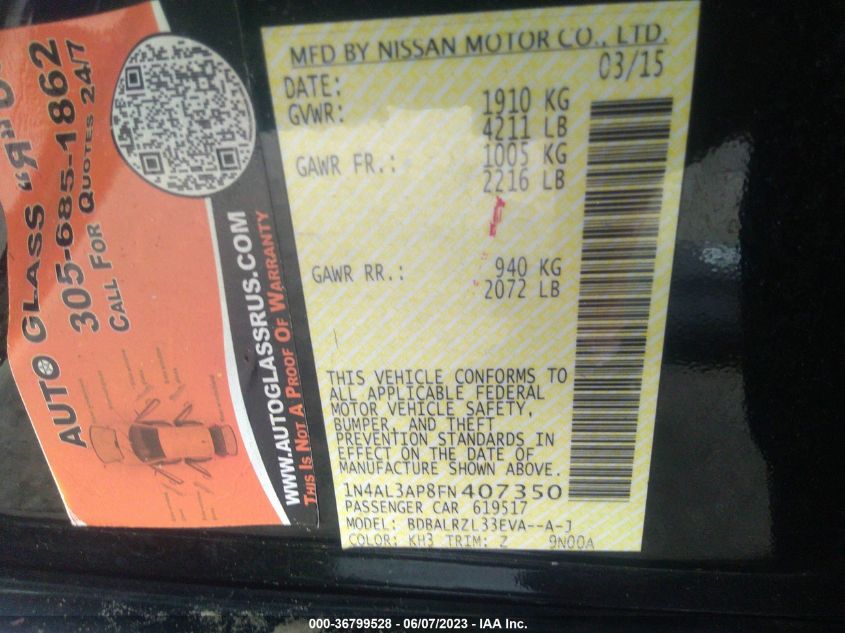 AUTO GLASS "Я" U
305-685-1862
CALL FOR QUOTES 24/7
WWW.AUTOGLASSRUS.COM
THIS IS NOT A PROOF OF WARRANTY
MFD BY NISSAN MOTOR CO., LTD.
DATE: 03/15
GVWR: 1910 KG
4211 LB
GAWR FR.: 1005 KG
2216 LB
GAWR RR.: 940 KG
2072 LB
THIS VEHICLE CONFORMS TO
ALL APPLICABLE FEDERAL
MOTOR VEHICLE SAFETY,
BUMPER, AND THEFT
PREVENTION STANDARDS IN
EFFECT ON THE DATE OF
MANUFACTURE SHOWN ABOVE.
1N4AL3AP8FN407350
PASSENGER CAR 619517
MODEL: BDBALRZL33EVA--A-J
COLOR: KH3 TRIM: Z 9N00A
000-36799528 - 06/07/2023 - IAA Inc.